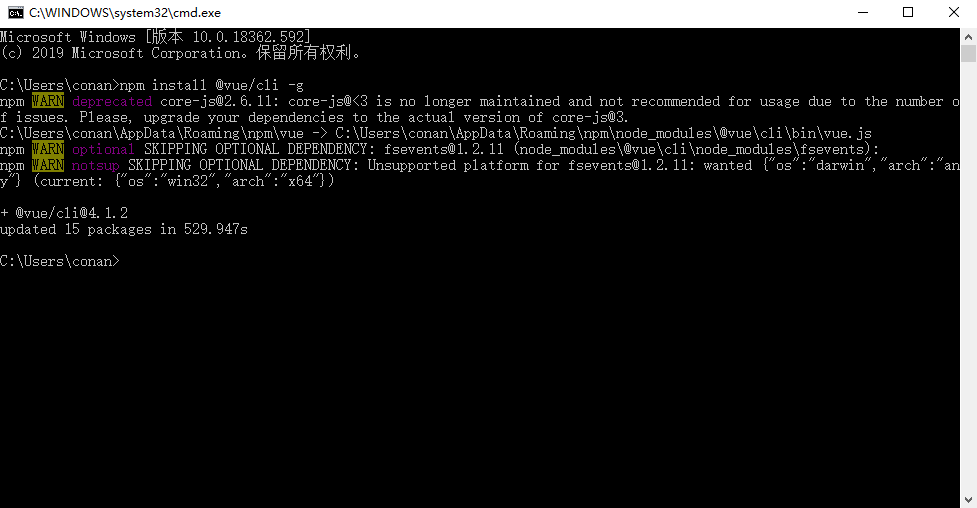 C:\WINDOWS\system32\cmd.exe
Microsoft Windows [版本 10.0.18362.592]
(c) 2019 Microsoft Corporation。保留所有权利。
C:\Users\conan>npm install @vue/cli -g
npm WARN deprecated core-js@2.6.11: core-js@<3 is no longer maintained and not recommended for usage due to the number o
f issues. Please, upgrade your dependencies to the actual version of core-js@3.
C:\Users\conan\AppData\Roaming\npm\vue -> C:\Users\conan\AppData\Roaming\npm\node_modules\@vue\cli\bin\vue.js
npm WARN optional SKIPPING OPTIONAL DEPENDENCY: fsevents@1.2.11 (node_modules\@vue\cli\node_modules\fsevents):
npm WARN notsup SKIPPING OPTIONAL DEPENDENCY: Unsupported platform for fsevents@1.2.11: wanted {"os":"darwin","arch":"an
y"} (current: {"os":"win32","arch":"x64"})
+ @vue/cli@4.1.2
updated 15 packages in 529.947s
C:\Users\conan>